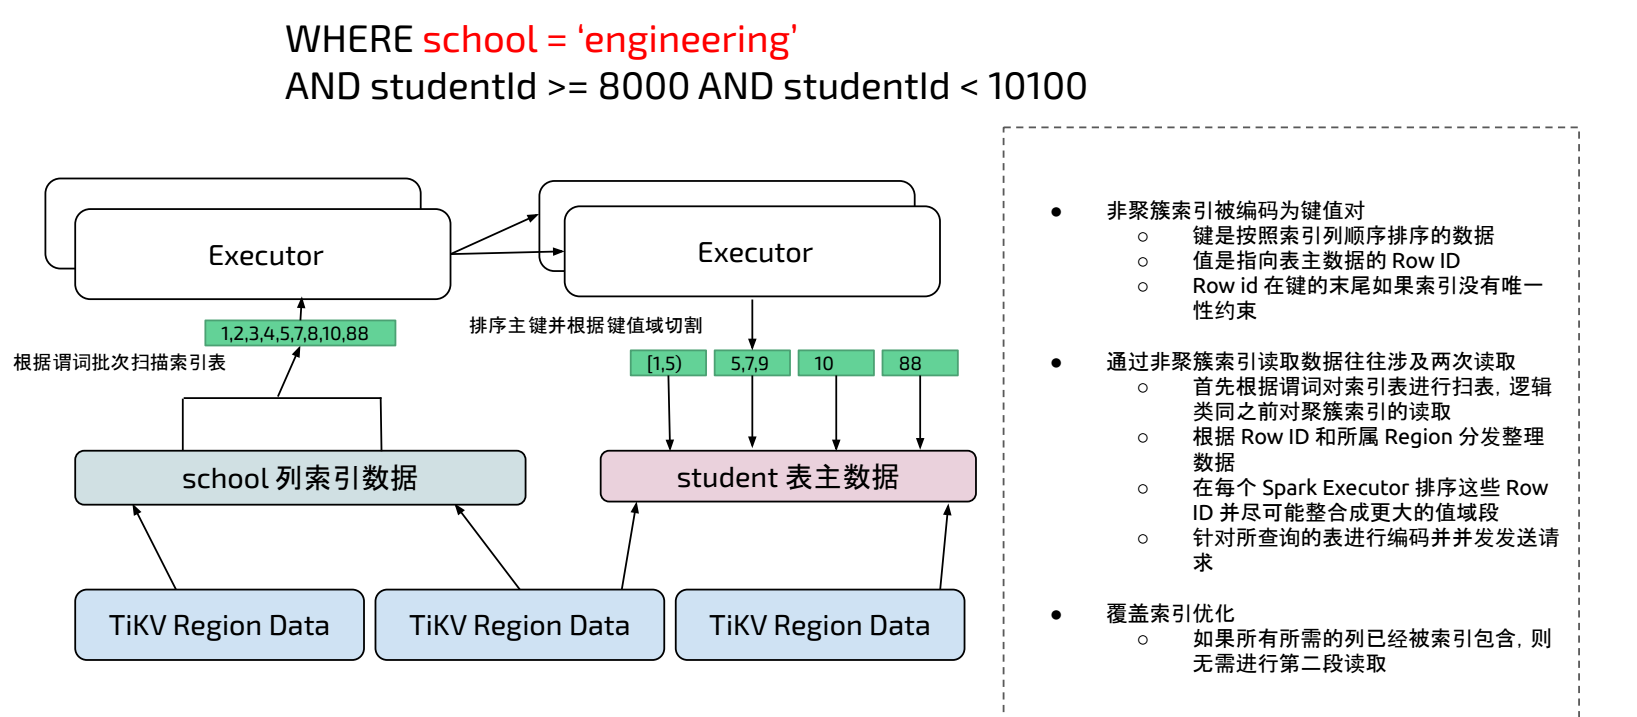 WHERE school = ‘engineering’
AND studentId >= 8000 AND studentId < 10100
Executor
Executor
1,2,3,4,5,7,8,10,88
根据谓词批次扫描索引表
排序主键并根据键值域切割
[1,5)
5,7,9
10
88
school 列索引数据
student 表主数据
TiKV Region Data
TiKV Region Data
TiKV Region Data
● 非聚簇索引被编码为键值对
○ 键是按照索引列顺序排序的数据
○ 值是指向表主数据的 Row ID
○ Row id 在键的末尾如果索引没有唯一
性约束
● 通过非聚簇索引读取数据往往涉及两次读取
○ 首先根据谓词对索引表进行扫表，逻辑
类同之前对聚簇索引的读取
○ 根据 Row ID 和所属 Region 分发整理
数据
○ 在每个 Spark Executor 排序这些 Row
ID 并尽可能整合成更大的值域段
○ 针对所查询的表进行编码并并发发送请
求
● 覆盖索引优化
○ 如果所有所需的列已经被索引包含，则
无需进行第二段读取